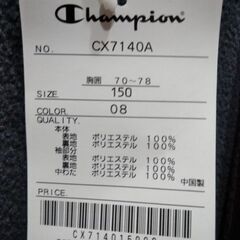 Champion
NO. CX7140A
胸囲 70〜78
SIZE. 150
COLOR. 08
QUALITY.
本体
表地 ポリエステル 100%
裏地 ポリエステル 100%
袖部分
表地 ポリエステル 100%
裏地 ポリエステル 100%
中わた ポリエステル 100%
中国製
PRICE.